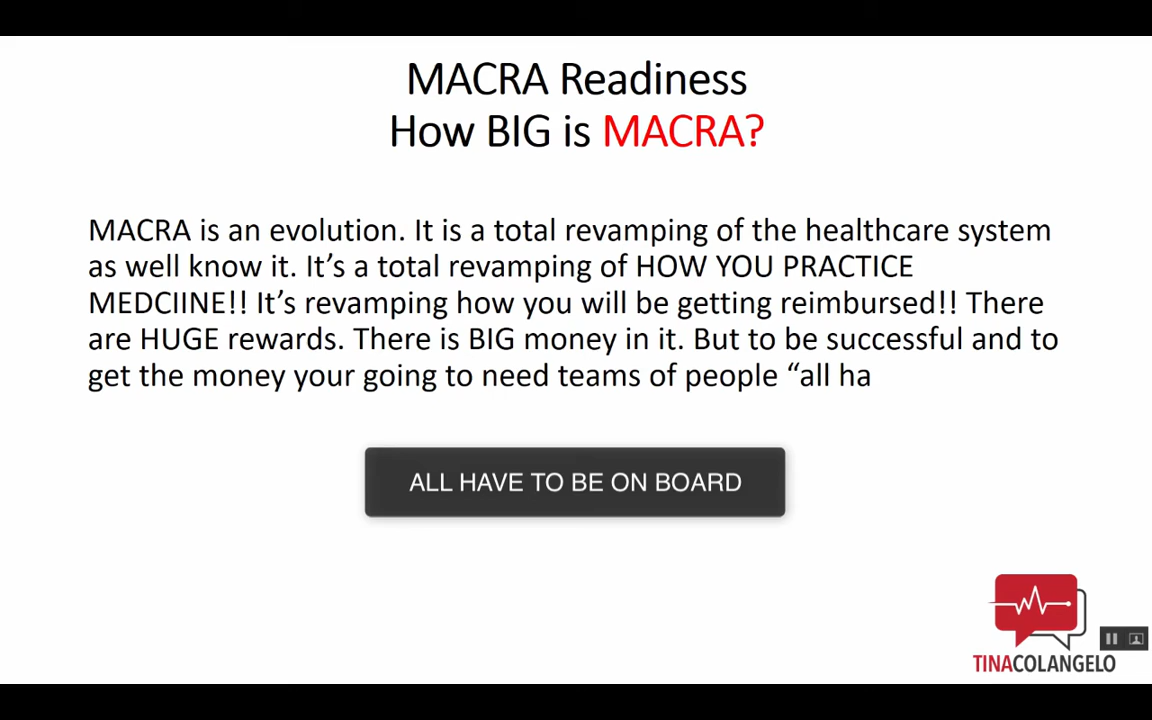 MACRA Readiness
How BIG is MACRA?
MACRA is an evolution. It is a total revamping of the healthcare system
as well know it. It’s a total revamping of HOW YOU PRACTICE
MEDCIINE!! It’s revamping how you will be getting reimbursed!! There
are HUGE rewards. There is BIG money in it. But to be successful and to
get the money your going to need teams of people “all ha
ALL HAVE TO BE ON BOARD
TINACOLANGELO